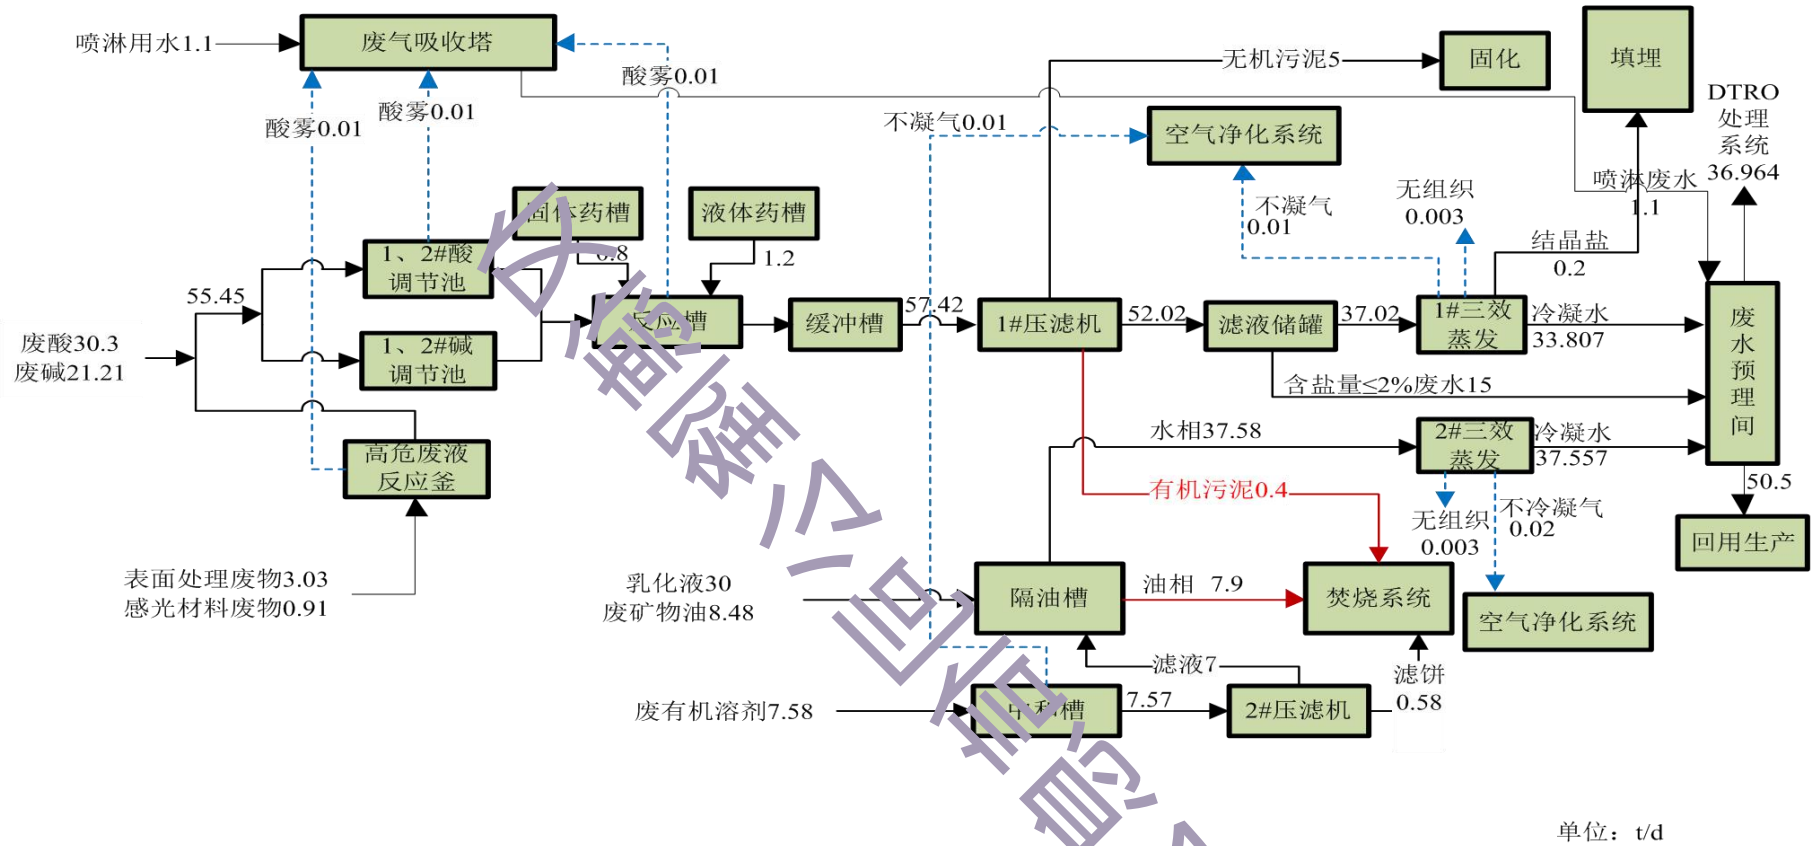 喷淋用水1.1
废气吸收塔
酸雾0.01
酸雾0.01
酸雾0.01
无机污泥5
固化
填埋
DTRO
处理
系统
36.964
不凝气0.01
空气净化系统
喷淋废水
1.1
无组织
0.003
不凝气
0.01
结晶盐
0.2
固体药槽
液体药槽
0.8
1.2
1、2#酸
调节池
55.45
1、2#碱
调节池
废酸30.3
废碱21.21
反应槽
缓冲槽
57.42
1#压滤机
52.02
滤液储罐
37.02
1#三效
蒸发
冷凝水
33.807
废
水
预
理
间
含盐量≤2%废水15
水相37.58
2#三效
蒸发
冷凝水
37.557
高危废液
反应釜
有机污泥0.4
无组织
0.003
不冷凝气
0.02
50.5
回用生产
表面处理废物3.03
感光材料废物0.91
乳化液30
废矿物油8.48
隔油槽
油相 7.9
焚烧系统
空气净化系统
滤液7
滤饼
0.58
废有机溶剂7.58
中和槽
7.57
2#压滤机
单位：t/d